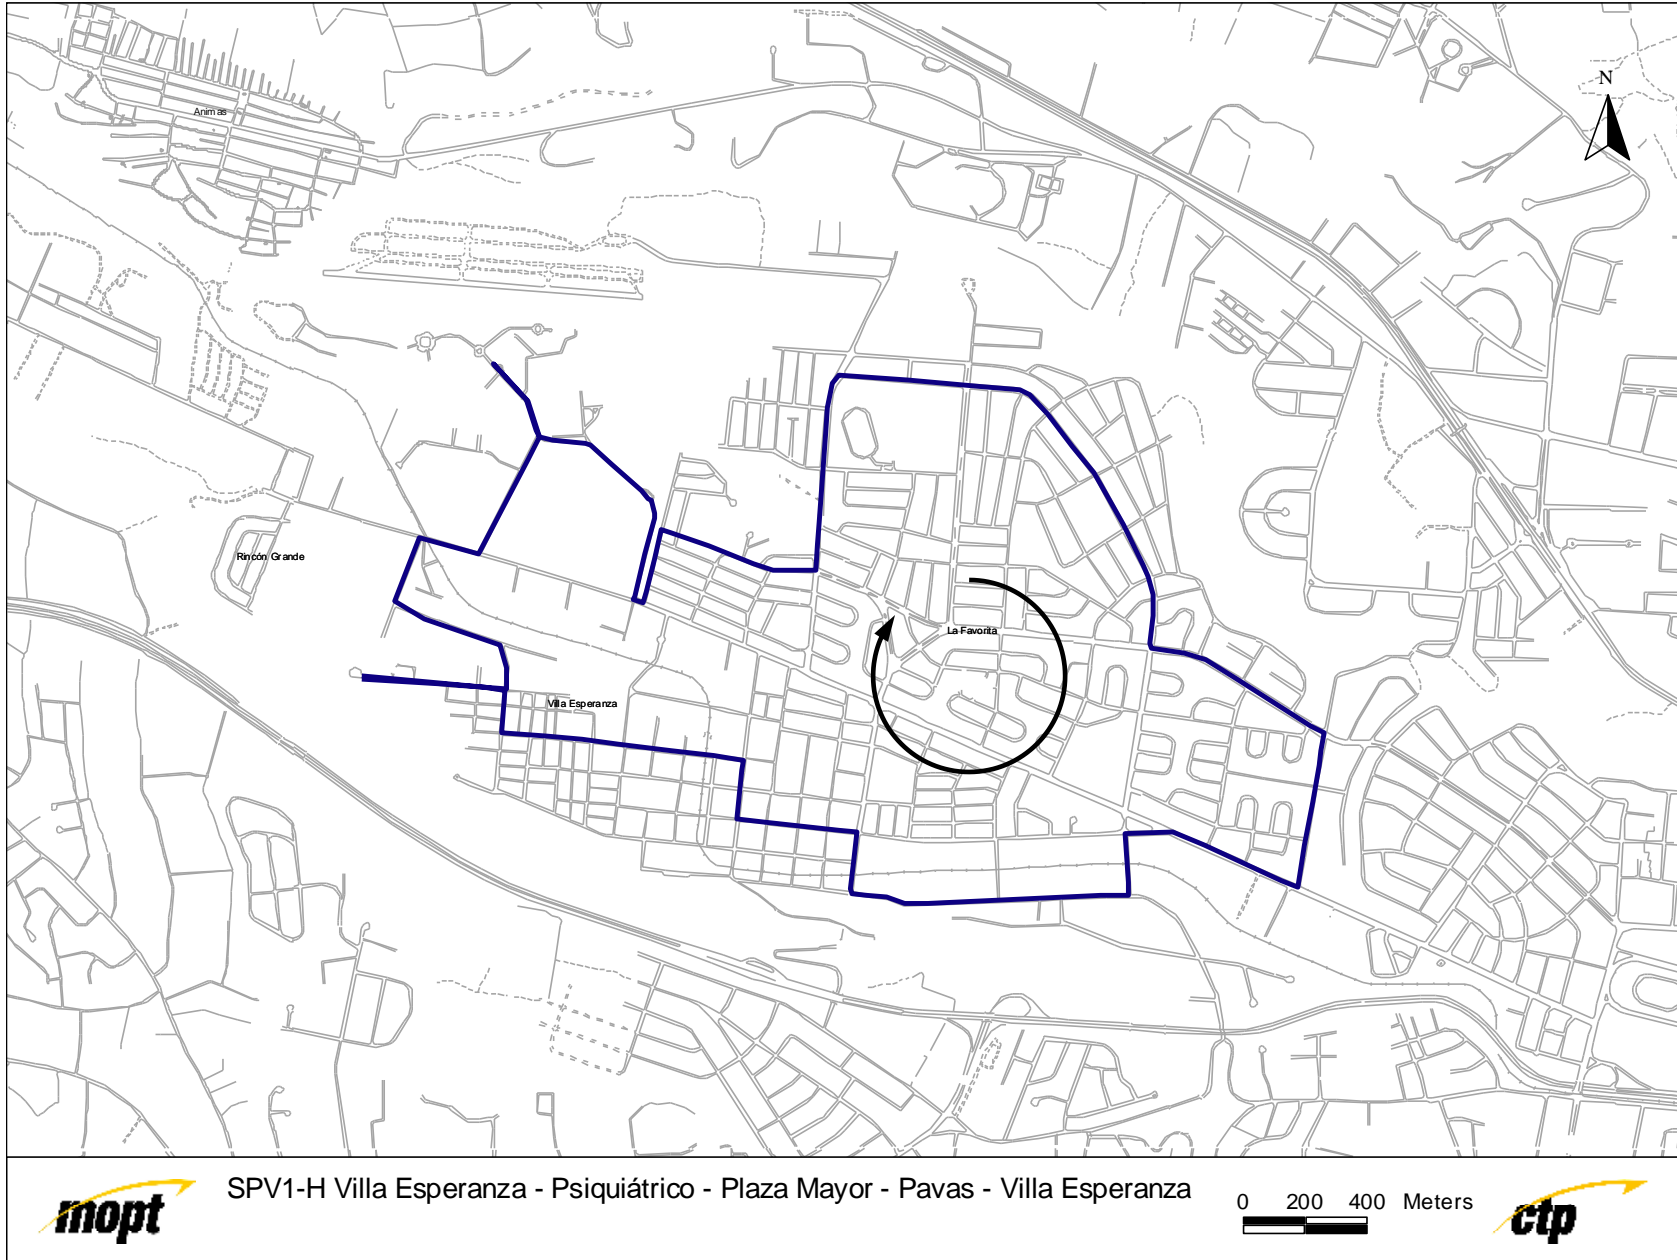 N
Animas
Rincón Grande
La Favorita
Villa Esperanza
mopt
SPV1-H Villa Esperanza - Psiquiátrico - Plaza Mayor - Pavas - Villa Esperanza
0 200 400 Meters
ctp